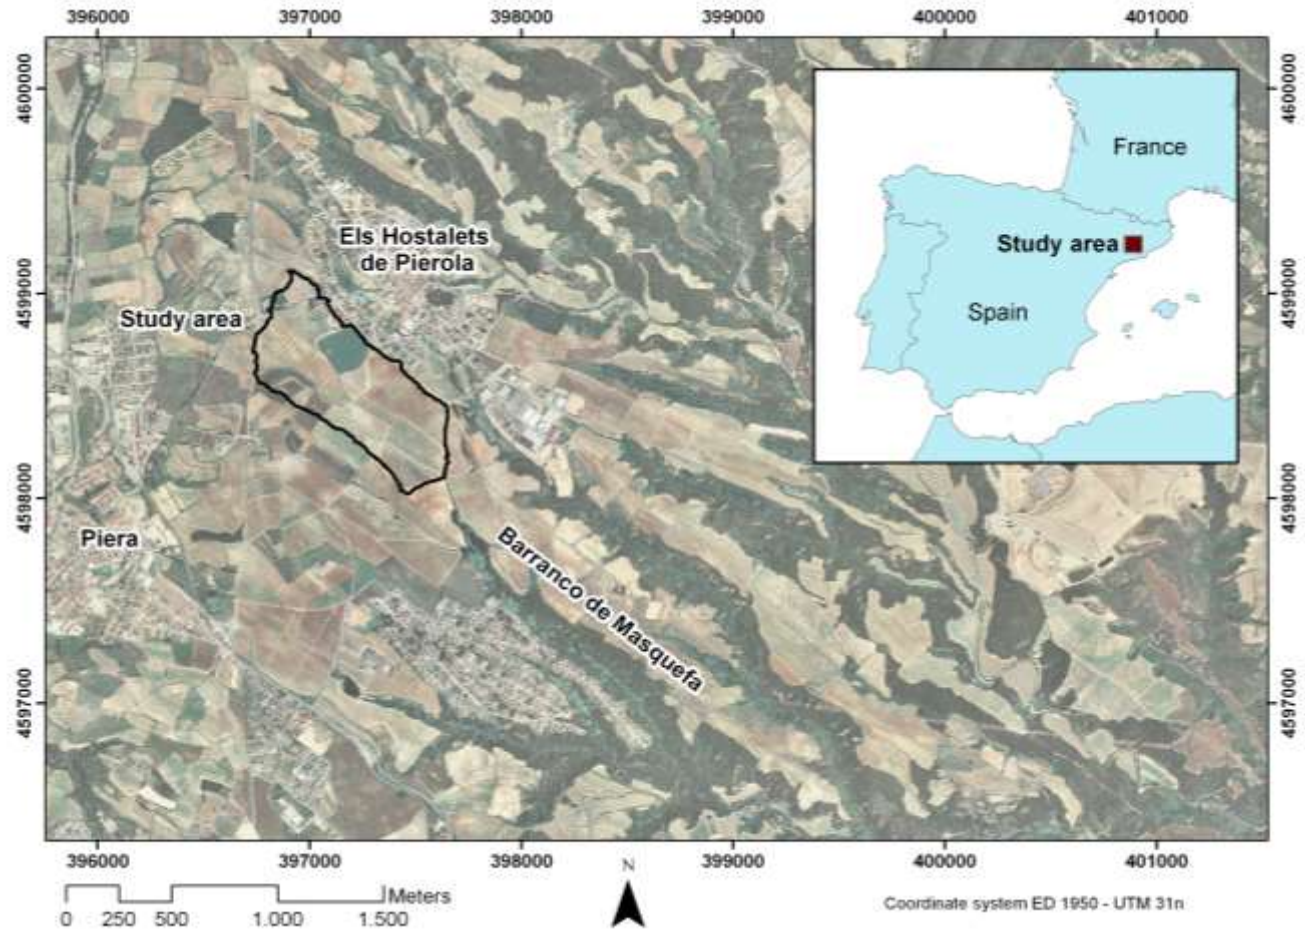 396000 397000 398000 399000 400000 401000
4600000
4600000
France
Els Hostalets
de Pierola
Study area
Spain
4599000
4599000
Study area
4598000
4598000
Piera
Barranco de Masquefa
4597000
4597000
396000 397000 398000 399000 400000 401000
N
Meters
0 250 500 1.000 1.500
Coordinate system ED 1950 - UTM 31n